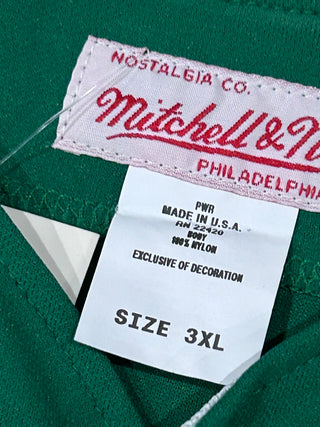 NOSTALGIA CO.
Mitchell & N
PHILADELPHIA
PWR
MADE IN U.S.A.
RN 22420
BODY
100% NYLON
EXCLUSIVE OF DECORATION
SIZE 3XL